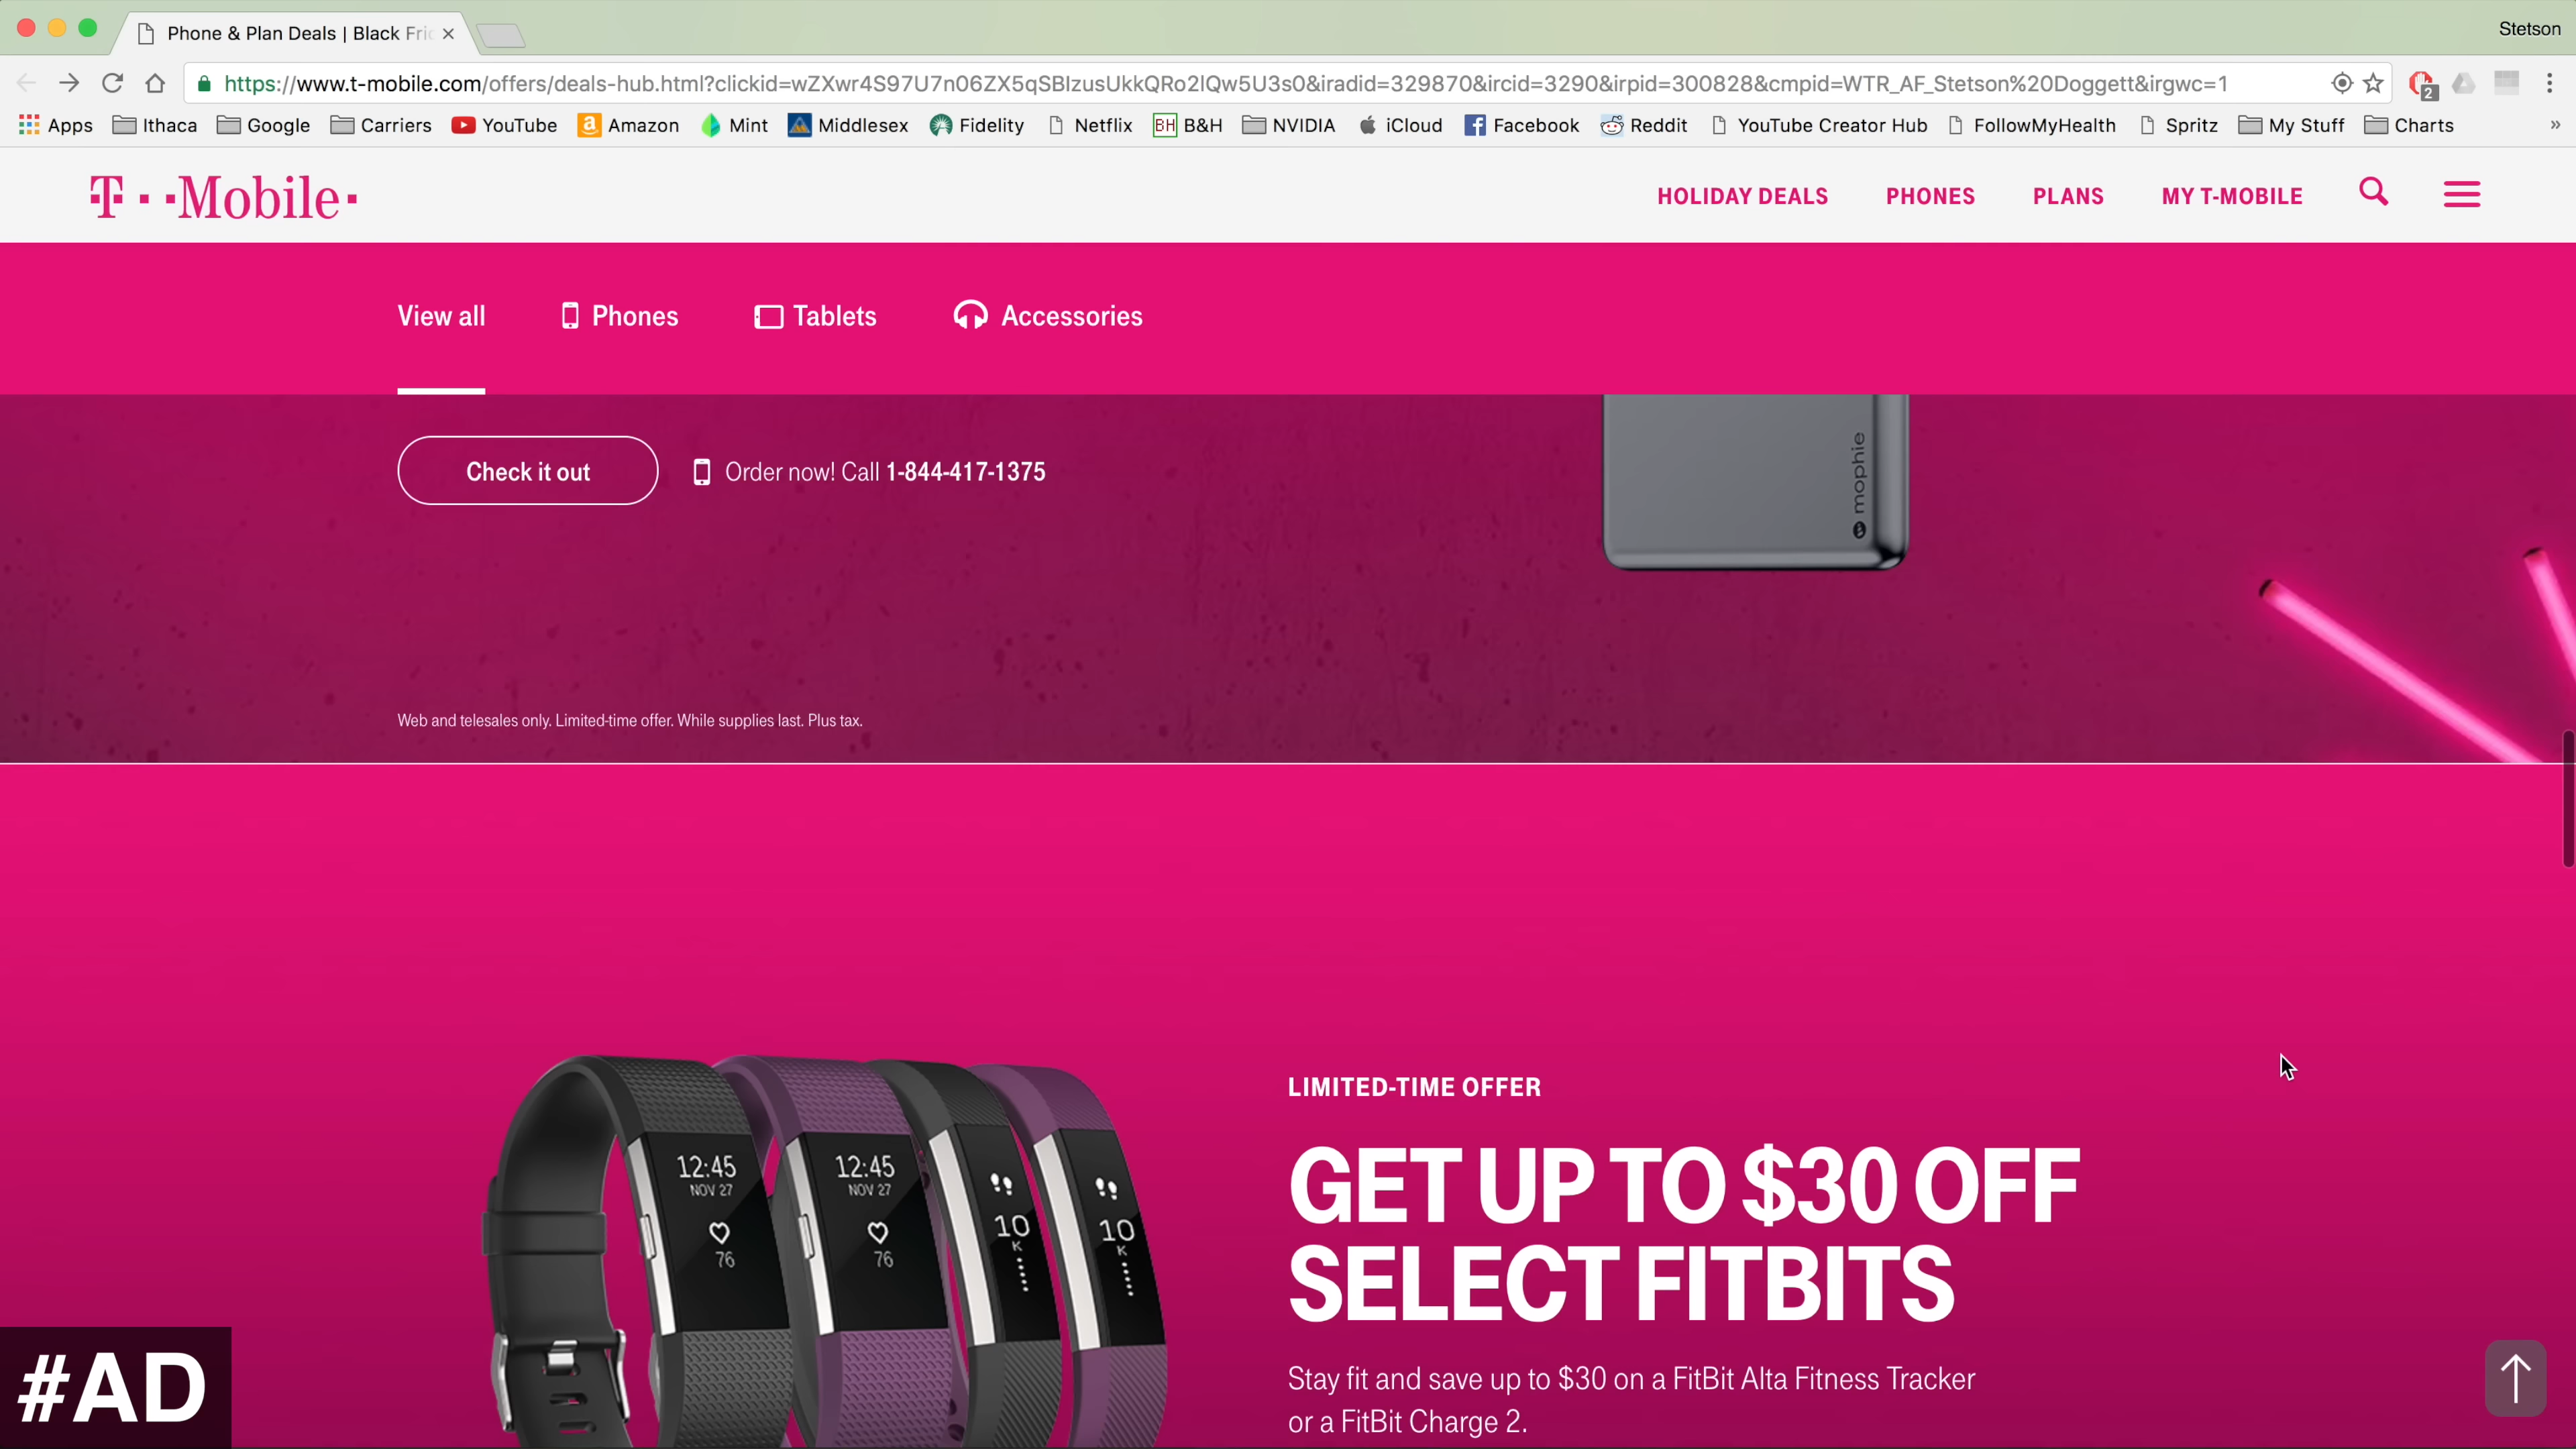 Phone & Plan Deals | Black Fri
Stetson
https://www.t-mobile.com/offers/deals-hub.html?clickid=wZXwr4S97U7n06ZX5qSBIzusUkkQRo2lQw5U3s0&iradid=329870&ircid=3290&irpid=300828&cmpid=WTR_AF_Stetson%20Doggett&irgwc=1
2
Apps Ithaca Google Carriers YouTube Amazon Mint Middlesex Fidelity Netflix BH B&H NVIDIA iCloud Facebook Reddit YouTube Creator Hub FollowMyHealth Spritz My Stuff Charts »
T··Mobile·
HOLIDAY DEALS PHONES PLANS MY T-MOBILE
View all Phones Tablets Accessories
Check it out Order now! Call 1-844-417-1375
mophie
Web and telesales only. Limited-time offer. While supplies last. Plus tax.
LIMITED-TIME OFFER
GET UP TO $30 OFF
SELECT FITBITS
Stay fit and save up to $30 on a FitBit Alta Fitness Tracker
or a FitBit Charge 2.
12:45
NOV 27
76
12:45
NOV 27
76
10
K
10
K
#AD